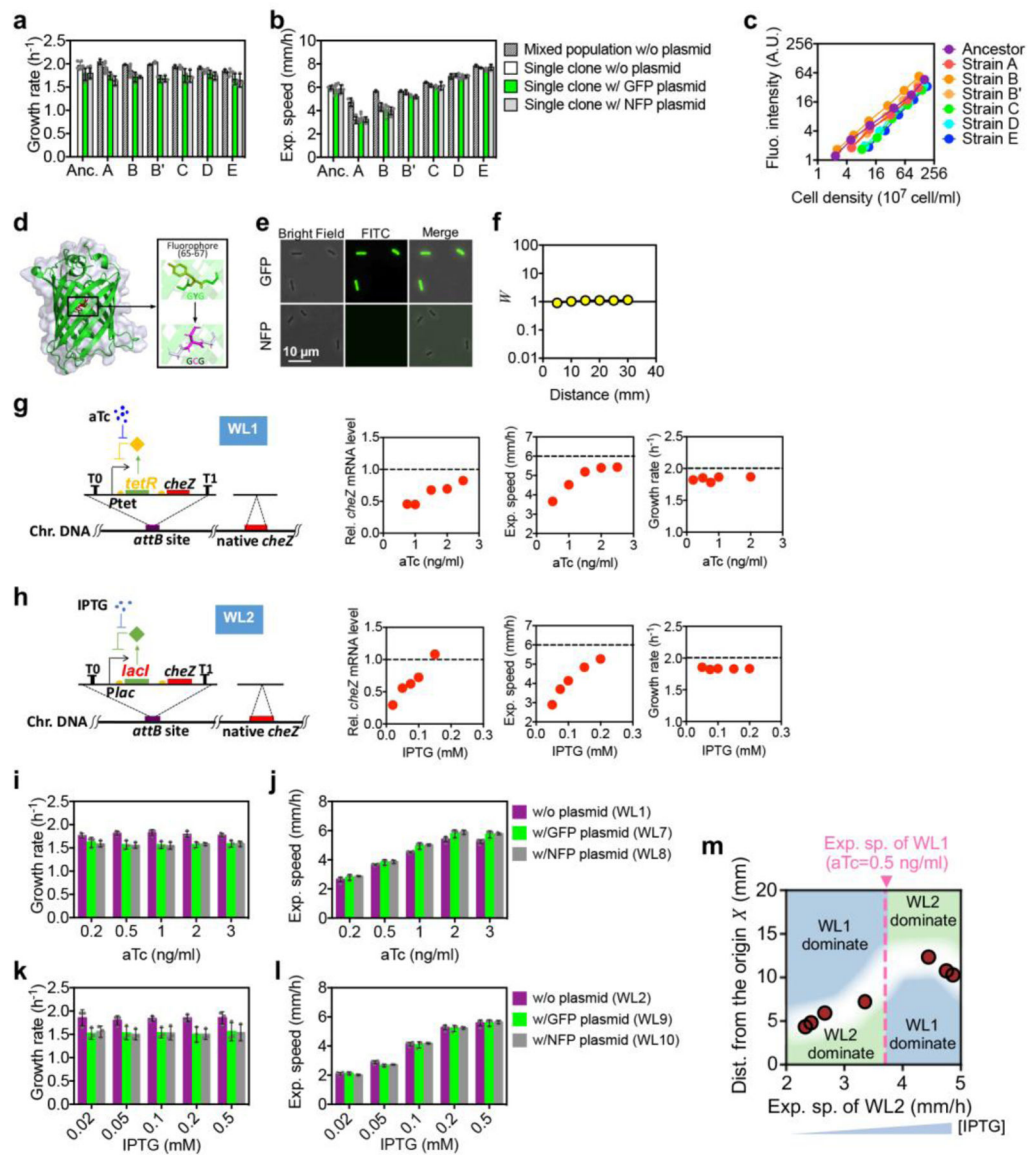 a
Growth rate (h-1)
2.5
2.0
1.5
1.0
0.5
0.0
Anc. A B B' C D E
b
Exp. speed (mm/h)
10
8
6
4
2
0
Anc. A B B' C D E
Mixed population w/o plasmid
Single clone w/o plasmid
Single clone w/ GFP plasmid
Single clone w/ NFP plasmid
c
Fluo. intensity (A.U.)
256
64
16
4
1
1 4 16 64 256
Cell density (10^7 cell/ml)
Ancestor
Strain A
Strain B
Strain B'
Strain C
Strain D
Strain E
d
Fluorophore
(65-67)
GYG
GCG
e
Bright Field FITC Merge
GFP
NFP
10 µm
f
W
100
10
1
0.1
0.01
0 10 20 30 40
Distance (mm)
g
aTc
WL1
T0 tetR cheZ T1
Ptet
Chr. DNA
attB site native cheZ
Rel. cheZ mRNA level
1.5
1.0
0.5
0.0
0 1 2 3
aTc (ng/ml)
Exp. speed (mm/h)
7
6
5
4
3
2
0 1 2 3
aTc (ng/ml)
Growth rate (h-1)
2.5
2.0
1.5
1.0
0 1 2 3
aTc (ng/ml)
h
IPTG
WL2
T0 lacI cheZ T1
Plac
Chr. DNA
attB site native cheZ
Rel. cheZ mRNA level
1.5
1.0
0.5
0.0
0.0 0.1 0.2 0.3
IPTG (mM)
Exp. speed (mm/h)
7
6
5
4
3
2
0.0 0.1 0.2 0.3
IPTG (mM)
Growth rate (h-1)
2.5
2.0
1.5
1.0
0.0 0.1 0.2 0.3
IPTG (mM)
i
Growth rate (h-1)
2.5
2.0
1.5
1.0
0.5
0.0
0.2 0.5 1 2 3
aTc (ng/ml)
j
Exp. speed (mm/h)
8
6
4
2
0
0.2 0.5 1 2 3
aTc (ng/ml)
w/o plasmid (WL1)
w/GFP plasmid (WL7)
w/NFP plasmid (WL8)
k
Growth rate (h-1)
2.5
2.0
1.5
1.0
0.5
0.0
0.02 0.05 0.1 0.2 0.5
IPTG (mM)
l
Exp. speed (mm/h)
8
6
4
2
0
0.02 0.05 0.1 0.2 0.5
IPTG (mM)
w/o plasmid (WL2)
w/GFP plasmid (WL9)
w/NFP plasmid (WL10)
m
Exp. sp. of WL1
(aTc=0.5 ng/ml)
Dist. from the origin X (mm)
20
15
10
5
0
WL1
dominate
WL2
dominate
WL2
dominate
WL1
dominate
2 3 4 5
Exp. sp. of WL2 (mm/h)
[IPTG]